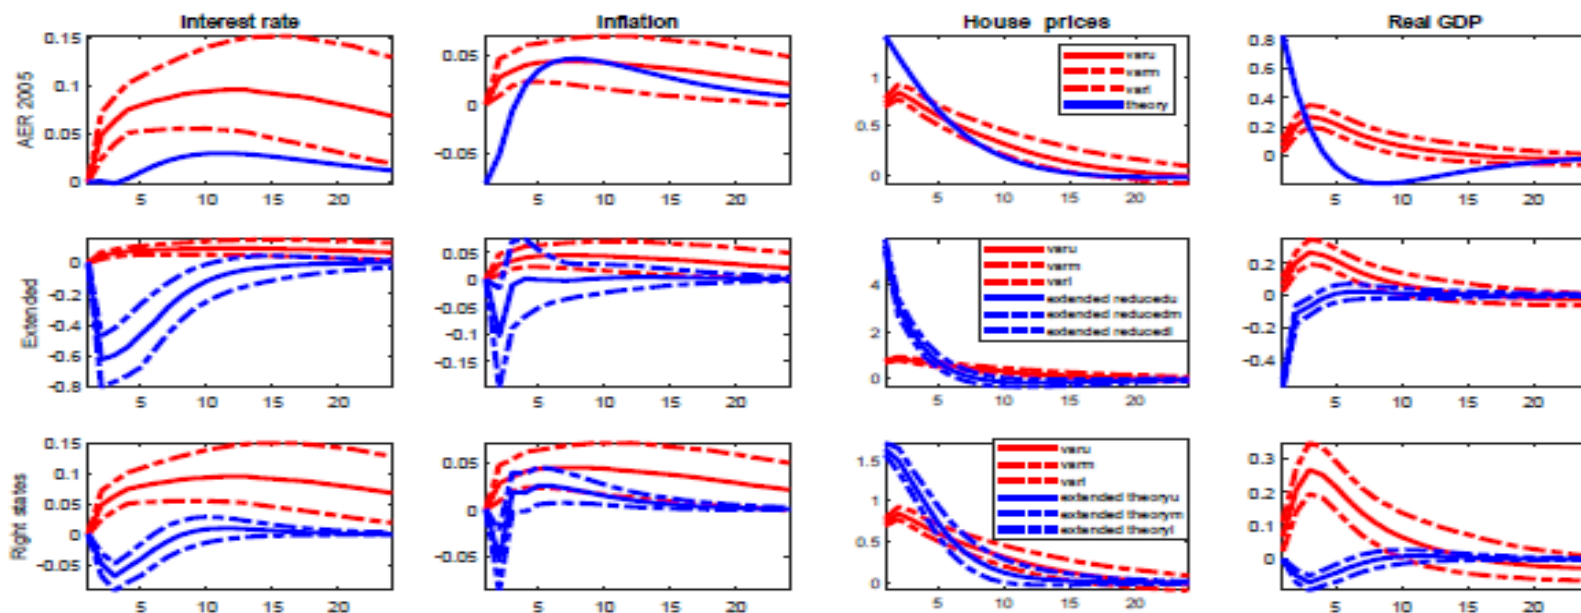 Interest rate Inflation House prices Real GDP
AER 2005
0.15
0.1
0.05
0
5 10 15 20
0.05
0
-0.05
5 10 15 20
1
0.5
0
5 10 15 20
varu
varm
varl
theory
0.8
0.6
0.4
0.2
0
5 10 15 20
Extended
0
-0.2
-0.4
-0.6
-0.8
5 10 15 20
0.05
0
-0.05
-0.1
-0.15
5 10 15 20
4
2
0
5 10 15 20
varu
varm
varl
extended reducedu
extended reducedm
extended reducedl
0.2
0
-0.2
-0.4
5 10 15 20
Right states
0.15
0.1
0.05
0
-0.05
5 10 15 20
0.05
0
-0.05
5 10 15 20
1.5
1
0.5
0
5 10 15 20
varu
varm
varl
extended theoryu
extended theorym
extended theoryl
0.3
0.2
0.1
0
5 10 15 20